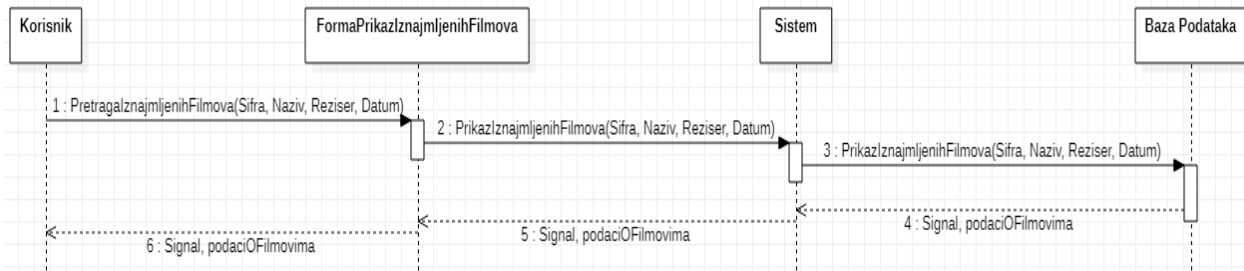 Korisnik
FormaPrikazIznajmljenihFilmova
Sistem
Baza Podataka
1 : PretragaIznajmljenihFilmova(Sifra, Naziv, Reziser, Datum)
2 : PrikazIznajmljenihFilmova(Sifra, Naziv, Reziser, Datum)
3 : PrikazIznajmljenihFilmova(Sifra, Naziv, Reziser, Datum)
4 : Signal, podaciOFilmovima
5 : Signal, podaciOFilmovima
6 : Signal, podaciOFilmovima